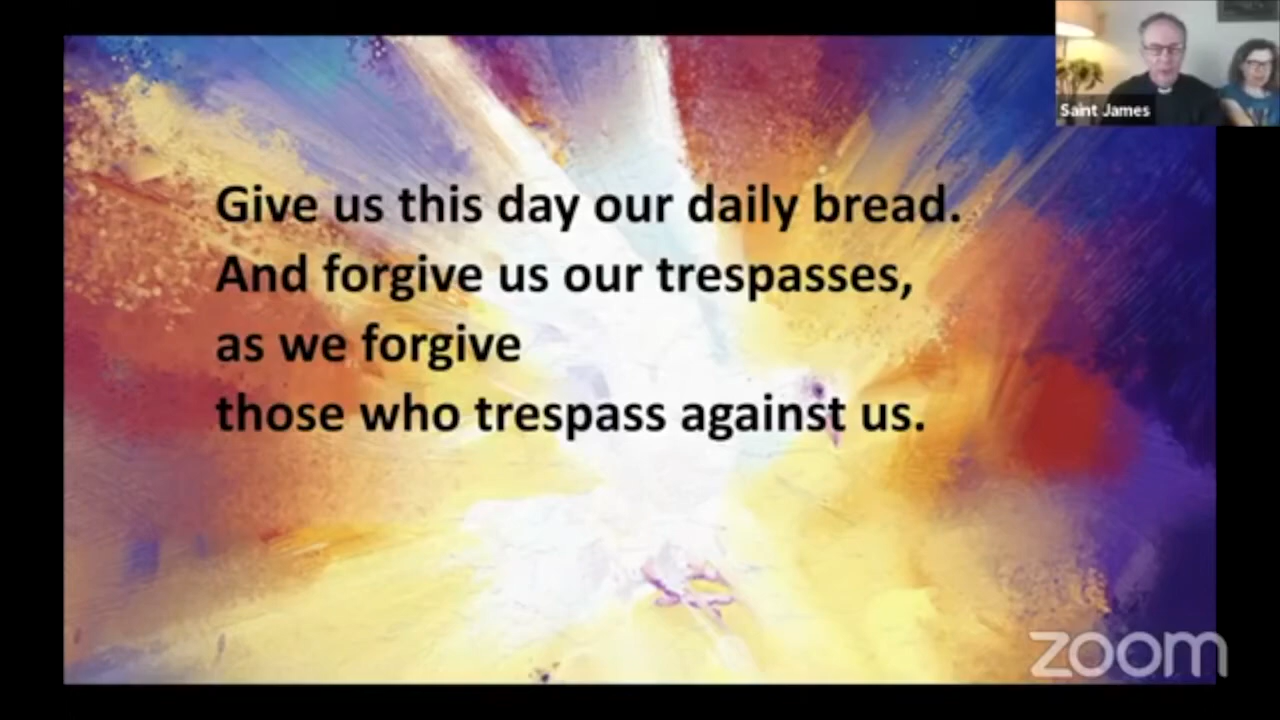 Saint James
Give us this day our daily bread.
And forgive us our trespasses,
as we forgive
those who trespass against us.
zoom